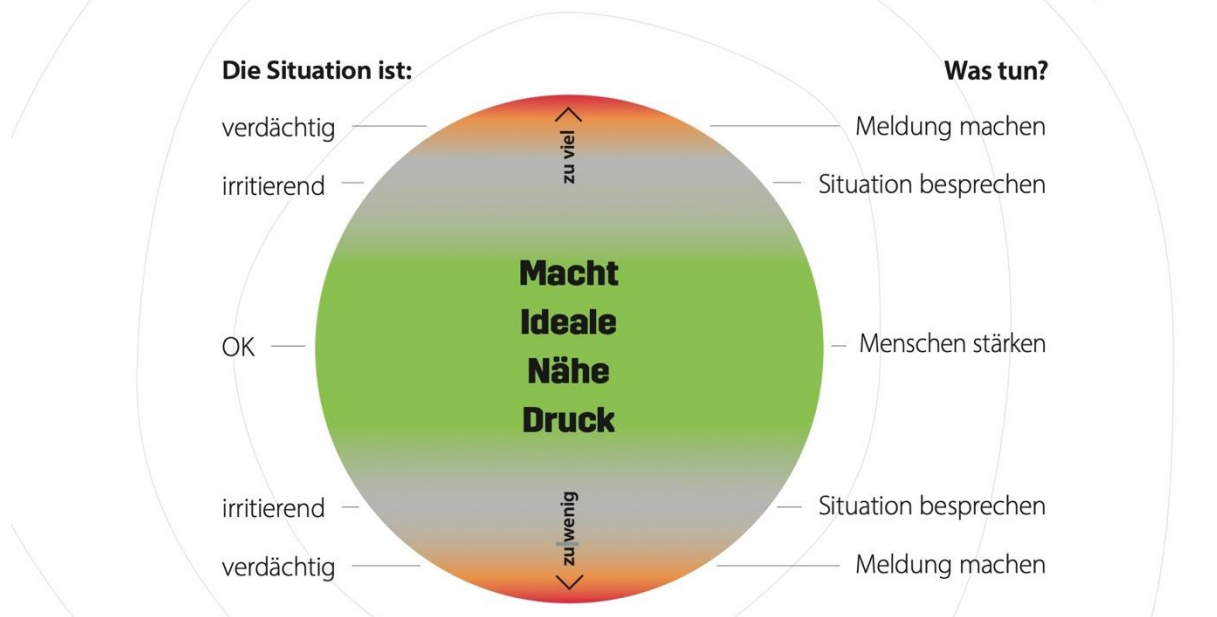 Die Situation ist:
Was tun?
verdächtig
zu viel
Meldung machen
irritierend
Situation besprechen
Macht
Ideale
Nähe
Druck
OK
Menschen stärken
irritierend
zu wenig
Situation besprechen
verdächtig
Meldung machen